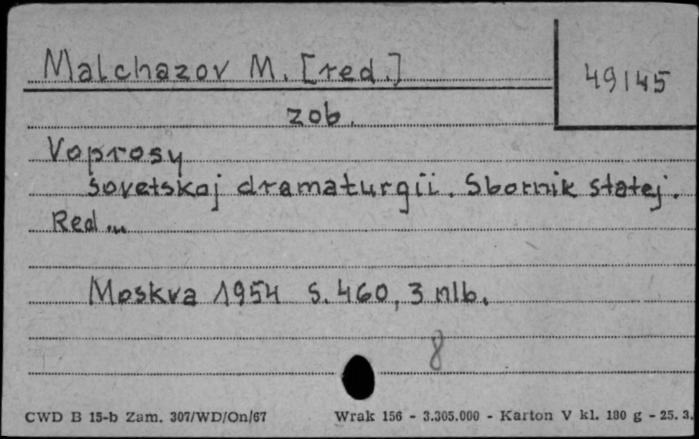 Malchazov M. [red.]
49145
zob.
Voprosy
sovetskoj dramaturgii. Sbornik statej.
Red...
Moskva 1954 S. 460, 3 nlb.
8
CWD B 15-b Zam. 307/WD/On/67 Wrak 156 - 3.305.000 - Karton V kl. 180 g - 25. 3.